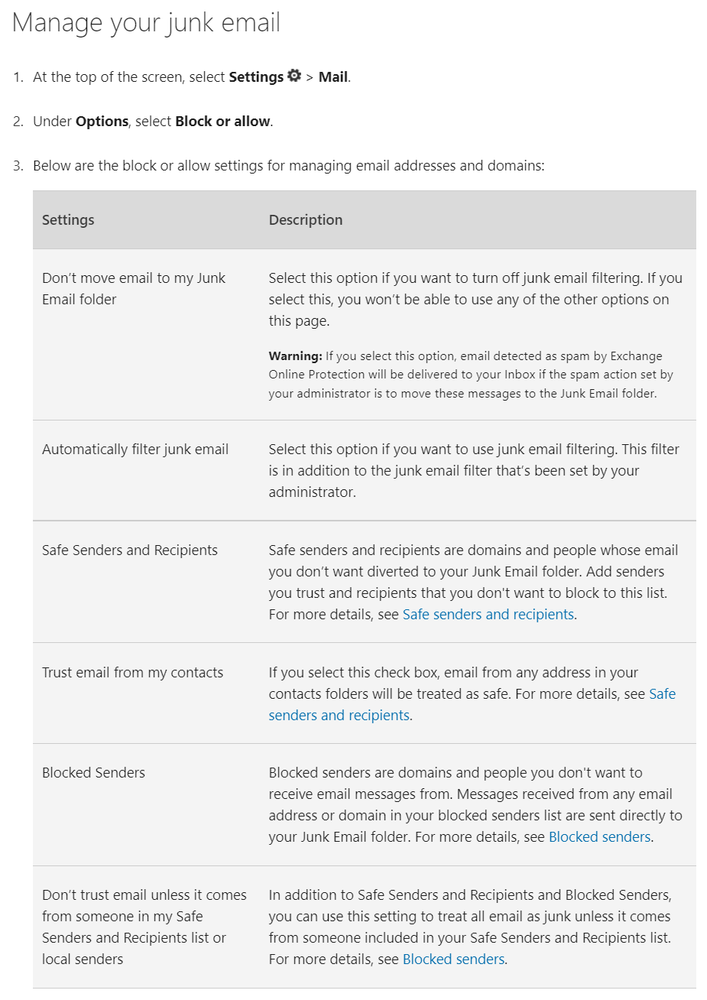 Manage your junk email
1. At the top of the screen, select Settings > Mail.
2. Under Options, select Block or allow.
3. Below are the block or allow settings for managing email addresses and domains:
Settings
Description
Don't move email to my Junk
Email folder
Select this option if you want to turn off junk email filtering. If you
select this, you won't be able to use any of the other options on
this page.
Warning: If you select this option, email detected as spam by Exchange
Online Protection will be delivered to your Inbox if the spam action set by
your administrator is to move these messages to the Junk Email folder.
Automatically filter junk email
Select this option if you want to use junk email filtering. This filter
is in addition to the junk email filter that's been set by your
administrator.
Safe Senders and Recipients
Safe senders and recipients are domains and people whose email
you don't want diverted to your Junk Email folder. Add senders
you trust and recipients that you don't want to block to this list.
For more details, see Safe senders and recipients.
Trust email from my contacts
If you select this check box, email from any address in your
contacts folders will be treated as safe. For more details, see Safe
senders and recipients.
Blocked Senders
Blocked senders are domains and people you don't want to
receive email messages from. Messages received from any email
address or domain in your blocked senders list are sent directly to
your Junk Email folder. For more details, see Blocked senders.
Don't trust email unless it comes
from someone in my Safe
Senders and Recipients list or
local senders
In addition to Safe Senders and Recipients and Blocked Senders,
you can use this setting to treat all email as junk unless it comes
from someone included in your Safe Senders and Recipients list.
For more details, see Blocked senders.